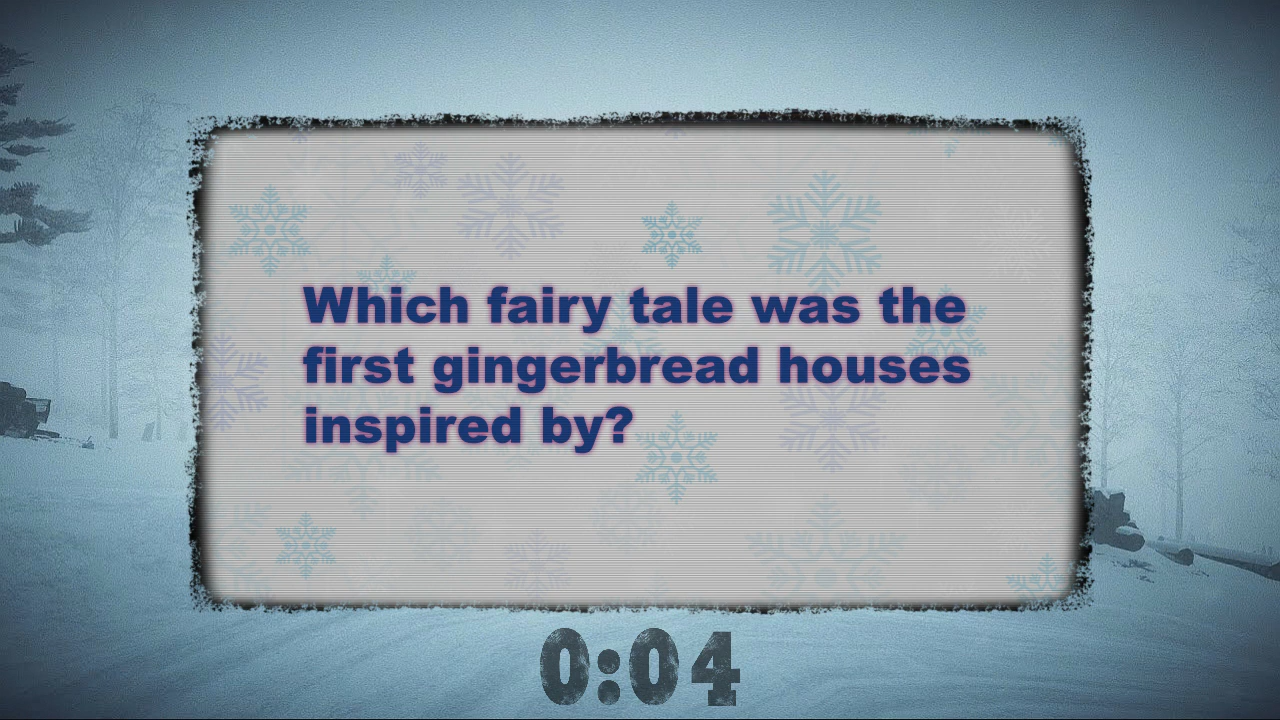 Which fairy tale was the
first gingerbread houses
inspired by?
0:04